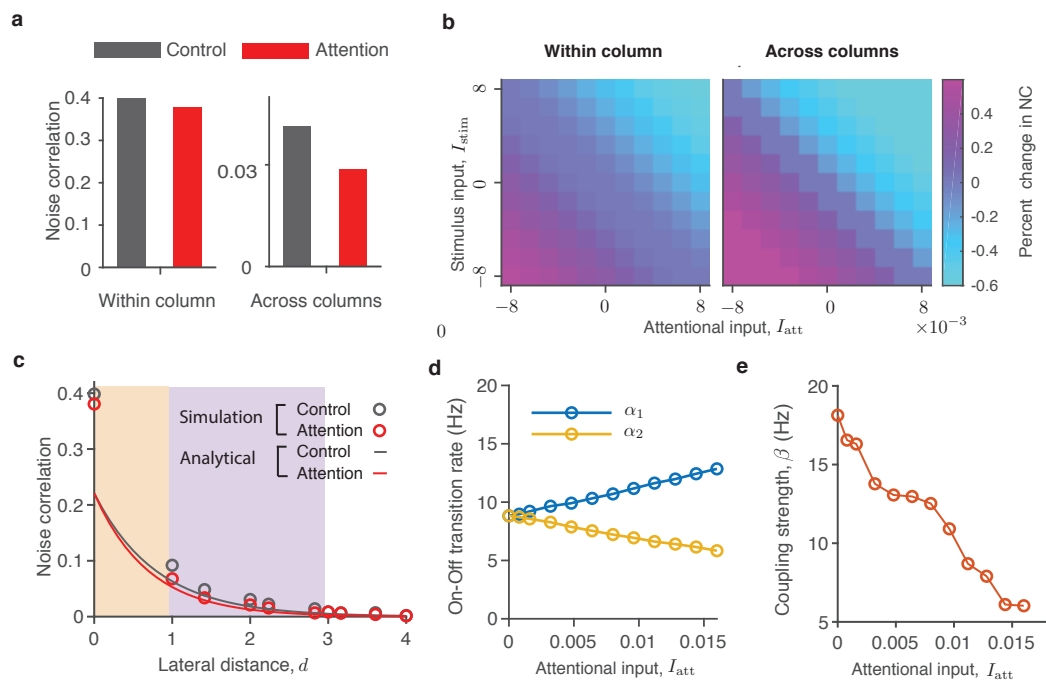 a
Control
Attention
Noise correlation
0.4
0.3
0.2
0.1
0
0.03
0
Within column
Across columns
b
Within column
Across columns
Stimulus input, I_stim
8
0
−8
−8
0
8
−8
0
8
0
Attentional input, I_att
×10⁻³
Percent change in NC
0.4
0.2
0
-0.2
-0.4
-0.6
c
Noise correlation
0.4
0.3
0.2
0.1
0
0
1
2
3
4
Lateral distance, d
Simulation
Control
Attention
Analytical
Control
Attention
d
On-Off transition rate (Hz)
20
15
10
5
0
0
0.005
0.01
0.015
Attentional input, I_att
α₁
α₂
e
Coupling strength, β (Hz)
20
15
10
5
0
0.005
0.01
0.015
Attentional input, I_att